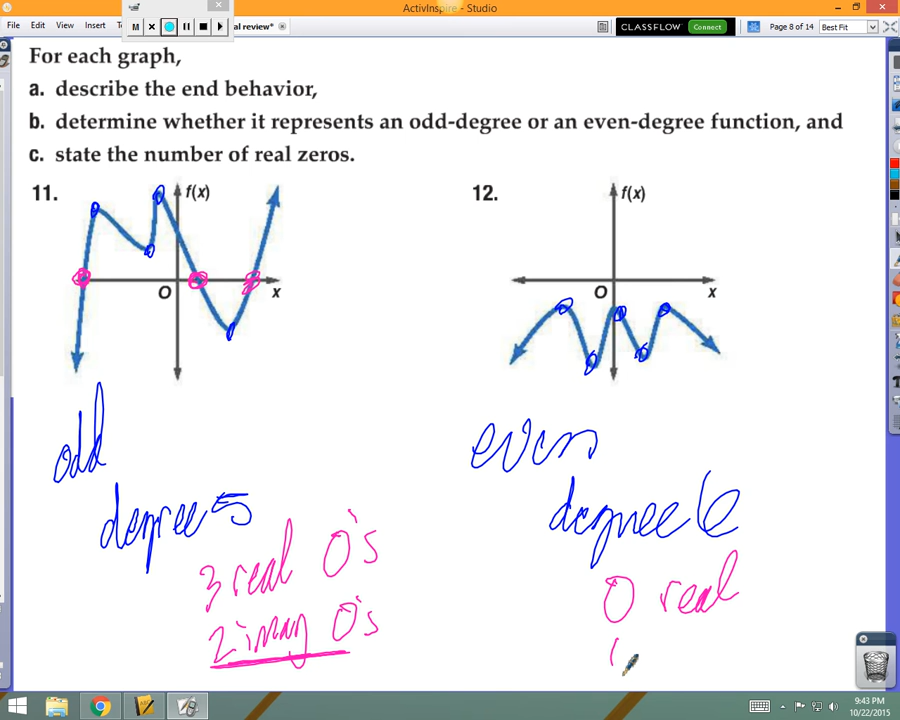 ActivInspire - Studio
File Edit View Insert
al review*
CLASSFLOW Connect
Page 8 of 14
Best Fit
For each graph,
a. describe the end behavior,
b. determine whether it represents an odd-degree or an even-degree function, and
c. state the number of real zeros.
11.
f(x)
O
x
odd
degree 5
3 real 0's
2 imag 0's
12.
f(x)
O
x
even
degree 6
0 real
9:43 PM
10/22/2015